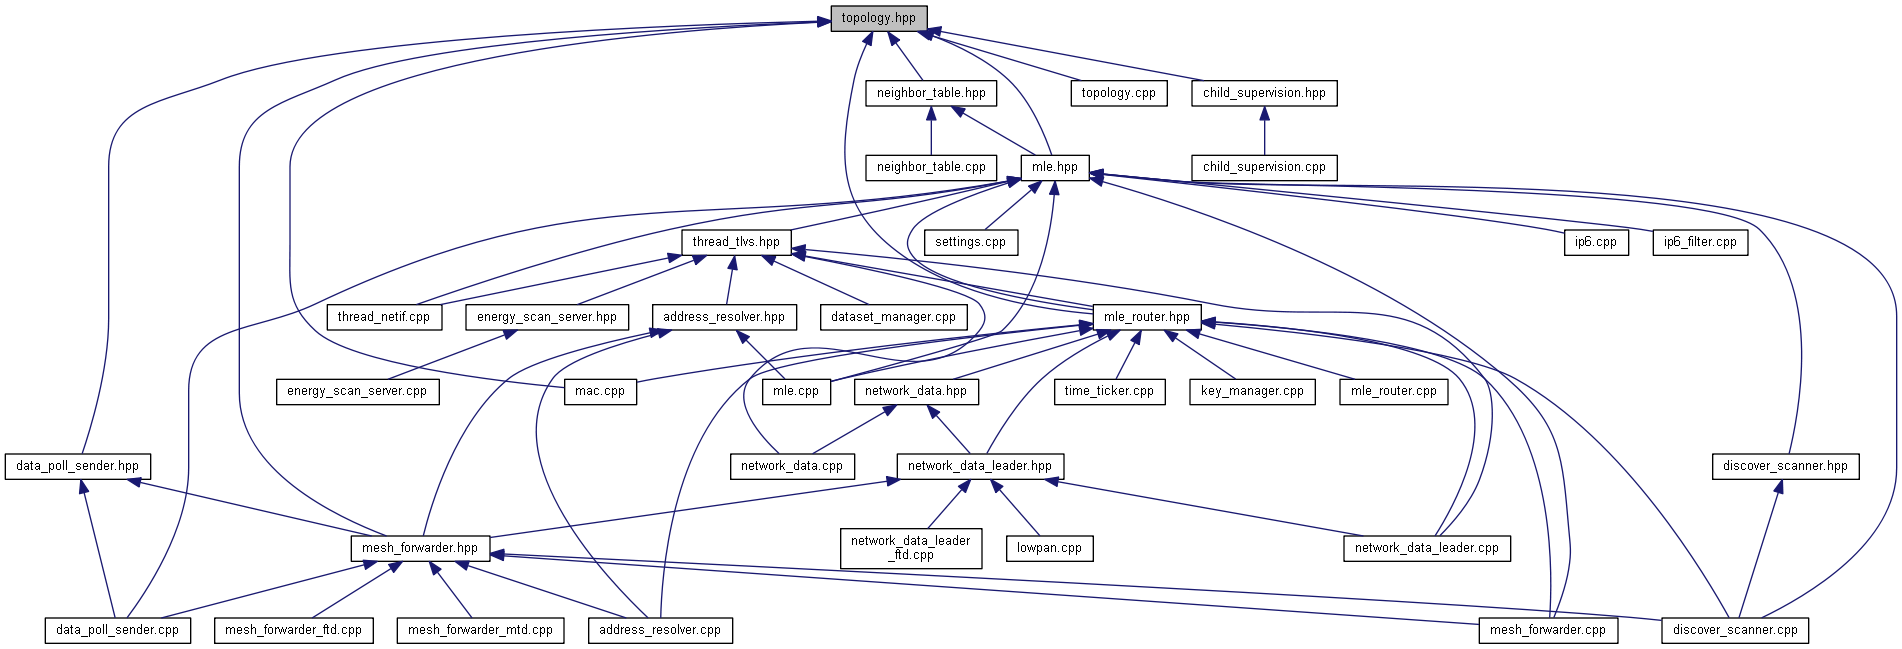 topology.hpp
neighbor_table.hpp
topology.cpp
child_supervision.hpp
neighbor_table.cpp
mle.hpp
child_supervision.cpp
thread_tlvs.hpp
settings.cpp
ip6.cpp
ip6_filter.cpp
thread_netif.cpp
energy_scan_server.hpp
address_resolver.hpp
dataset_manager.cpp
mle_router.hpp
energy_scan_server.cpp
mac.cpp
mle.cpp
network_data.hpp
time_ticker.cpp
key_manager.cpp
mle_router.cpp
data_poll_sender.hpp
network_data.cpp
network_data_leader.hpp
discover_scanner.hpp
mesh_forwarder.hpp
network_data_leader
_ftd.cpp
lowpan.cpp
network_data_leader.cpp
data_poll_sender.cpp
mesh_forwarder_ftd.cpp
mesh_forwarder_mtd.cpp
address_resolver.cpp
mesh_forwarder.cpp
discover_scanner.cpp